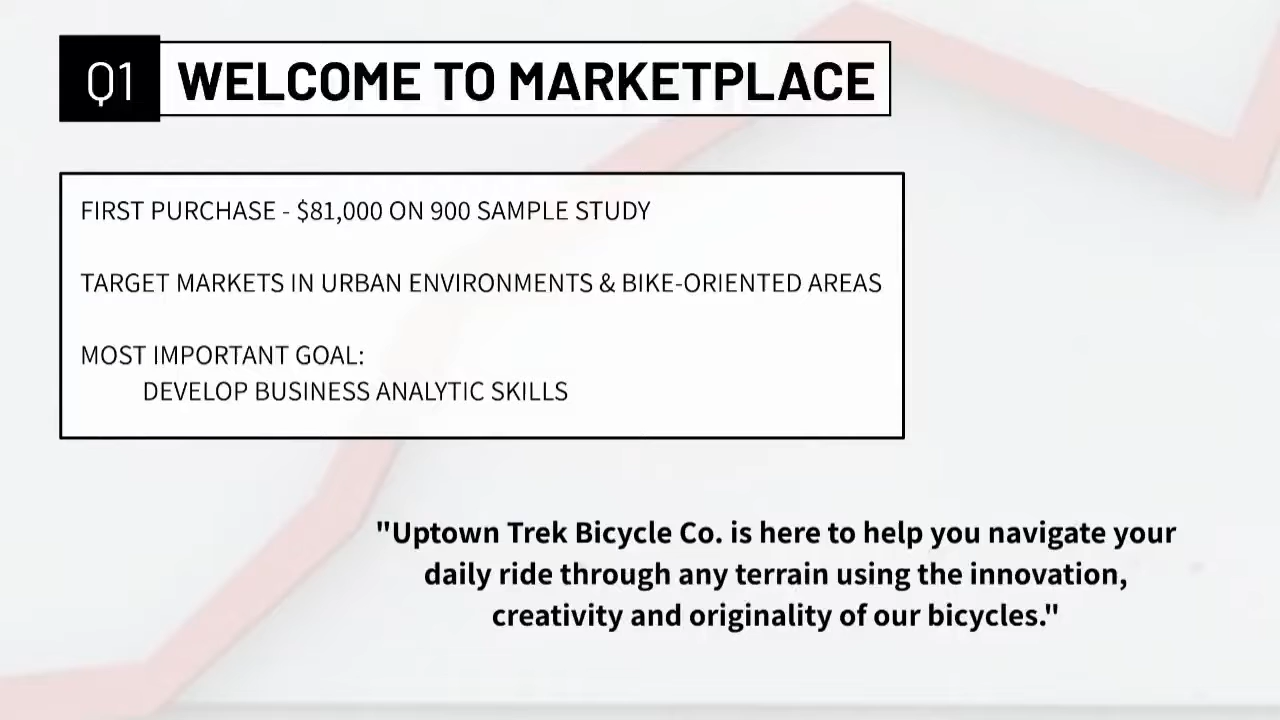 Q1 WELCOME TO MARKETPLACE
FIRST PURCHASE - $81,000 ON 900 SAMPLE STUDY
TARGET MARKETS IN URBAN ENVIRONMENTS & BIKE-ORIENTED AREAS
MOST IMPORTANT GOAL:
DEVELOP BUSINESS ANALYTIC SKILLS
"Uptown Trek Bicycle Co. is here to help you navigate your
daily ride through any terrain using the innovation,
creativity and originality of our bicycles."